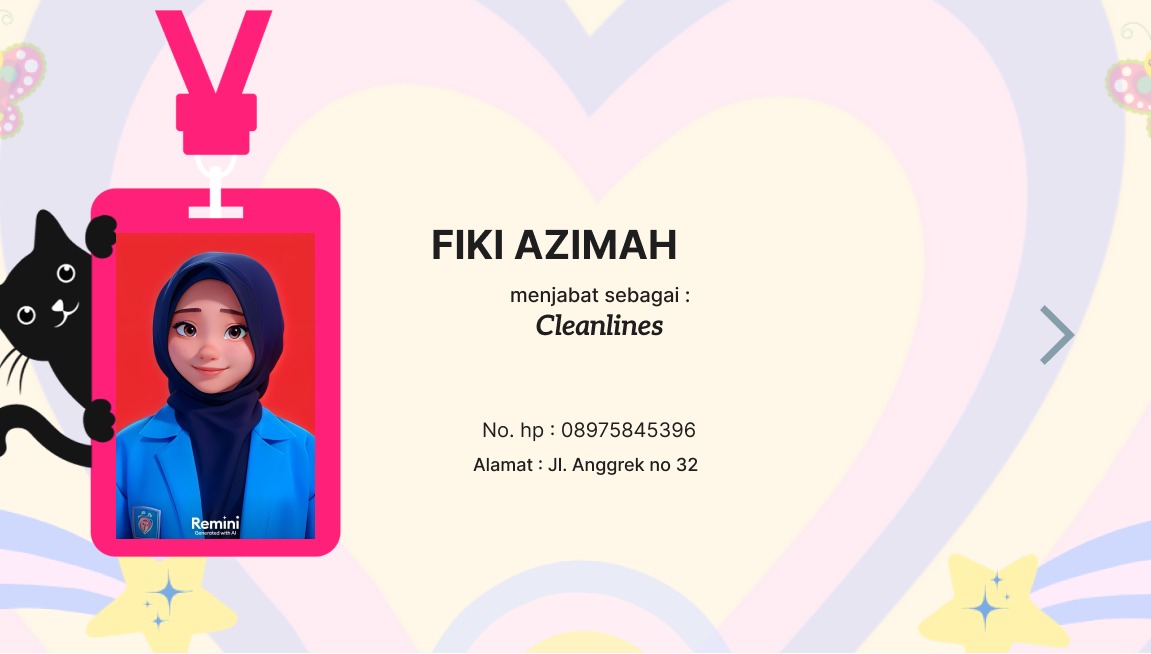 FIKI AZIMAH
menjabat sebagai :
Cleanlines
No. hp : 08975845396
Alamat : Jl. Anggrek no 32
Remini
Generated with AI